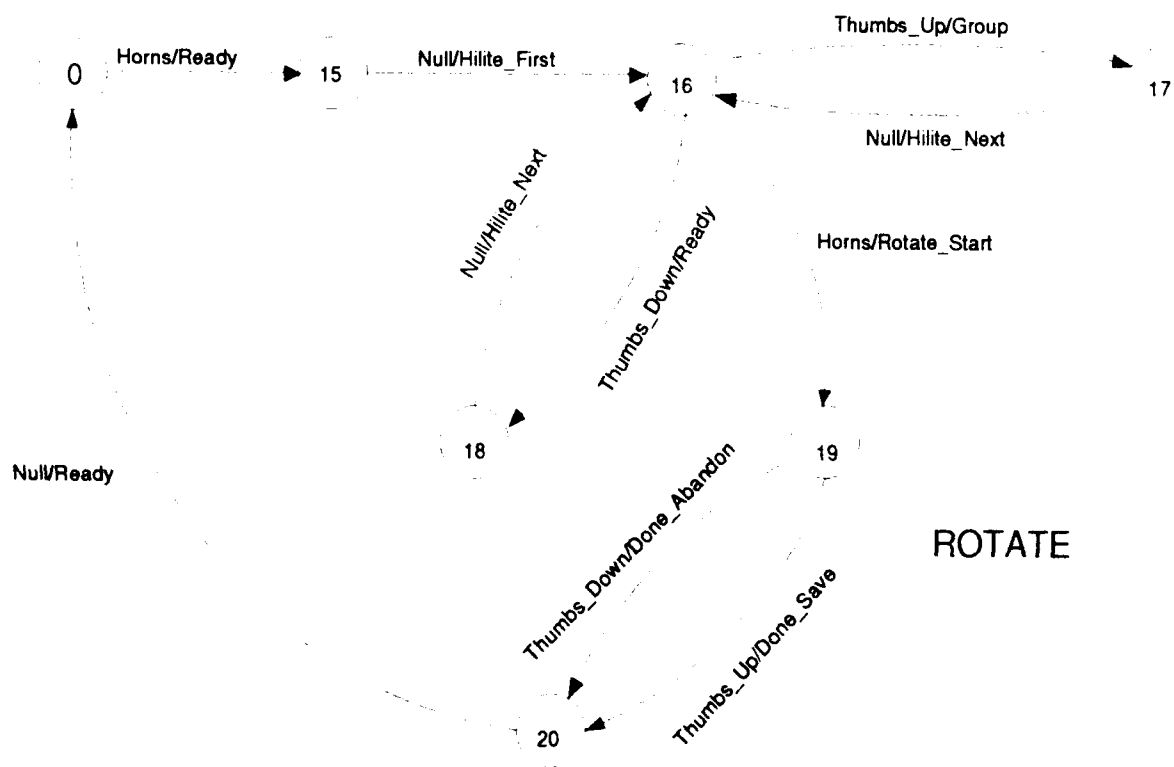 Thumbs_Up/Group
Horns/Ready
Null/Hilite_First
0
15
16
17
Null/Hilite_Next
Null/Hilite_Next
Horns/Rotate_Start
Thumbs_Down/Ready
18
19
Null/Ready
Thumbs_Down/Done_Abandon
ROTATE
Thumbs_Up/Done_Save
20